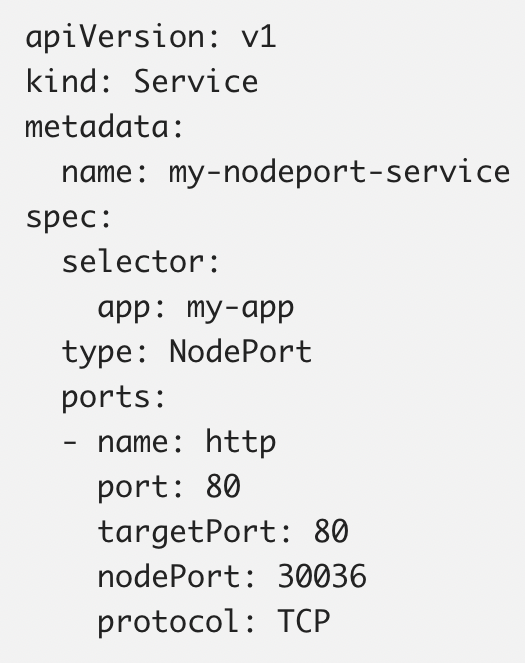 apiVersion: v1
kind: Service
metadata:
  name: my-nodeport-service
spec:
  selector:
    app: my-app
  type: NodePort
  ports:
  - name: http
    port: 80
    targetPort: 80
    nodePort: 30036
    protocol: TCP